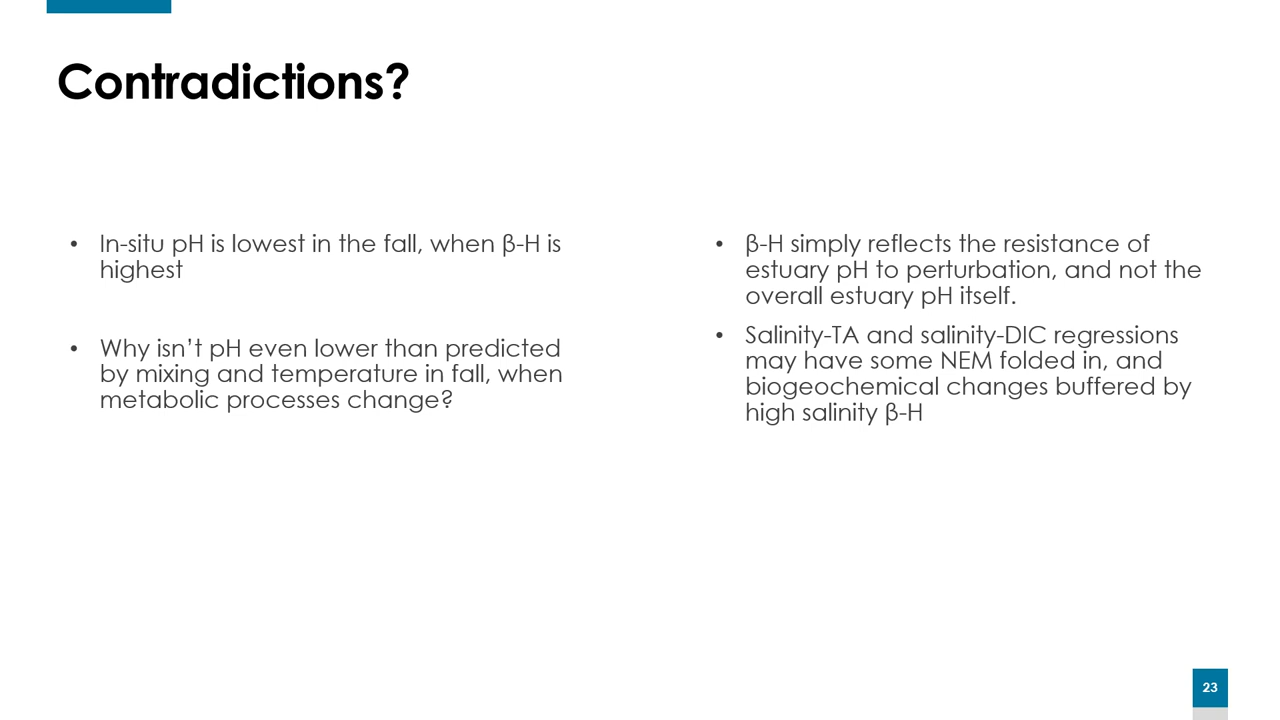 Contradictions?
• In-situ pH is lowest in the fall, when β-H is
highest
• Why isn’t pH even lower than predicted
by mixing and temperature in fall, when
metabolic processes change?
• β-H simply reflects the resistance of
estuary pH to perturbation, and not the
overall estuary pH itself.
• Salinity-TA and salinity-DIC regressions
may have some NEM folded in, and
biogeochemical changes buffered by
high salinity β-H
23